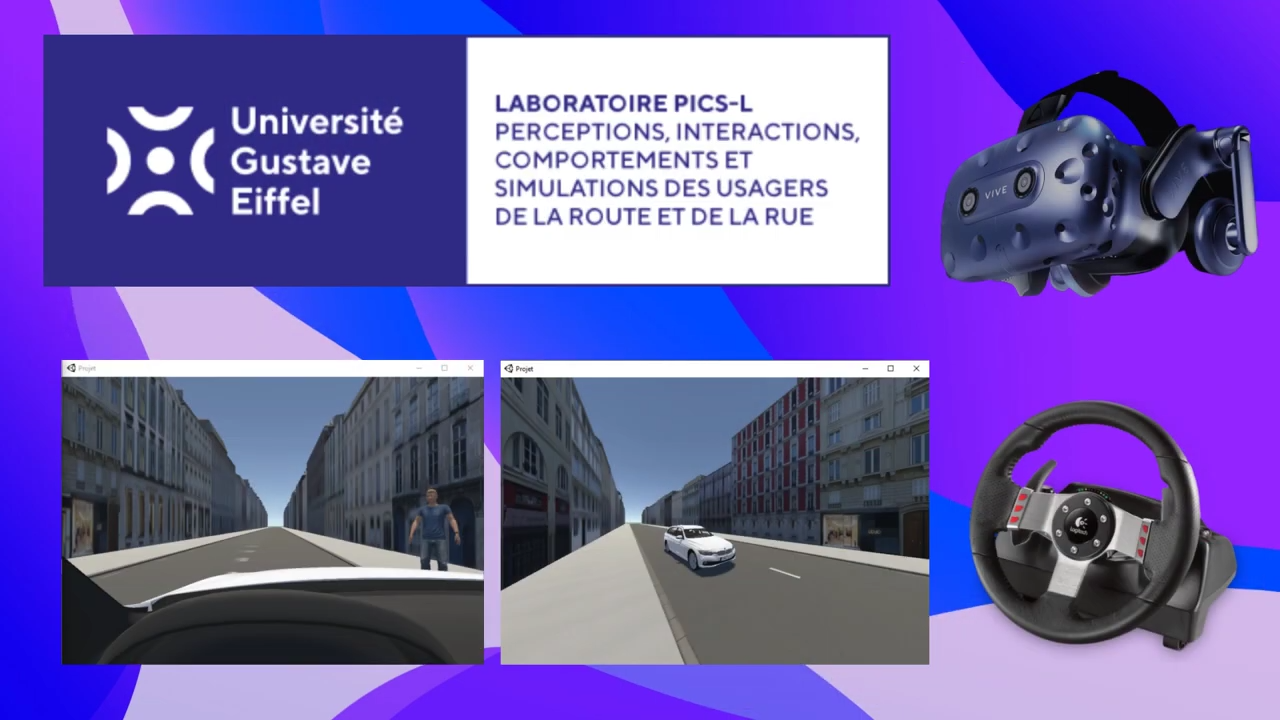 Université
Gustave
Eiffel
LABORATOIRE PICS-L
PERCEPTIONS, INTERACTIONS,
COMPORTEMENTS ET
SIMULATIONS DES USAGERS
DE LA ROUTE ET DE LA RUE
VIVE
Projet
Projet
Logitech